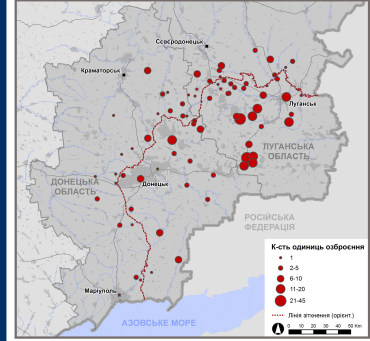 Сєвєродонецьк
Краматорськ
Луганськ
ЛУГАНСЬКА
ОБЛАСТЬ
ДОНЕЦЬКА
ОБЛАСТЬ
Донецьк
РОСІЙСЬКА
ФЕДЕРАЦІЯ
К-сть одиниць озброєння
1
2-5
6-10
11-20
21-45
Лінія зіткнення (орієнт.)
0 10 20 30 40 50 Km
Маріуполь
АЗОВСЬКЕ МОРЕ